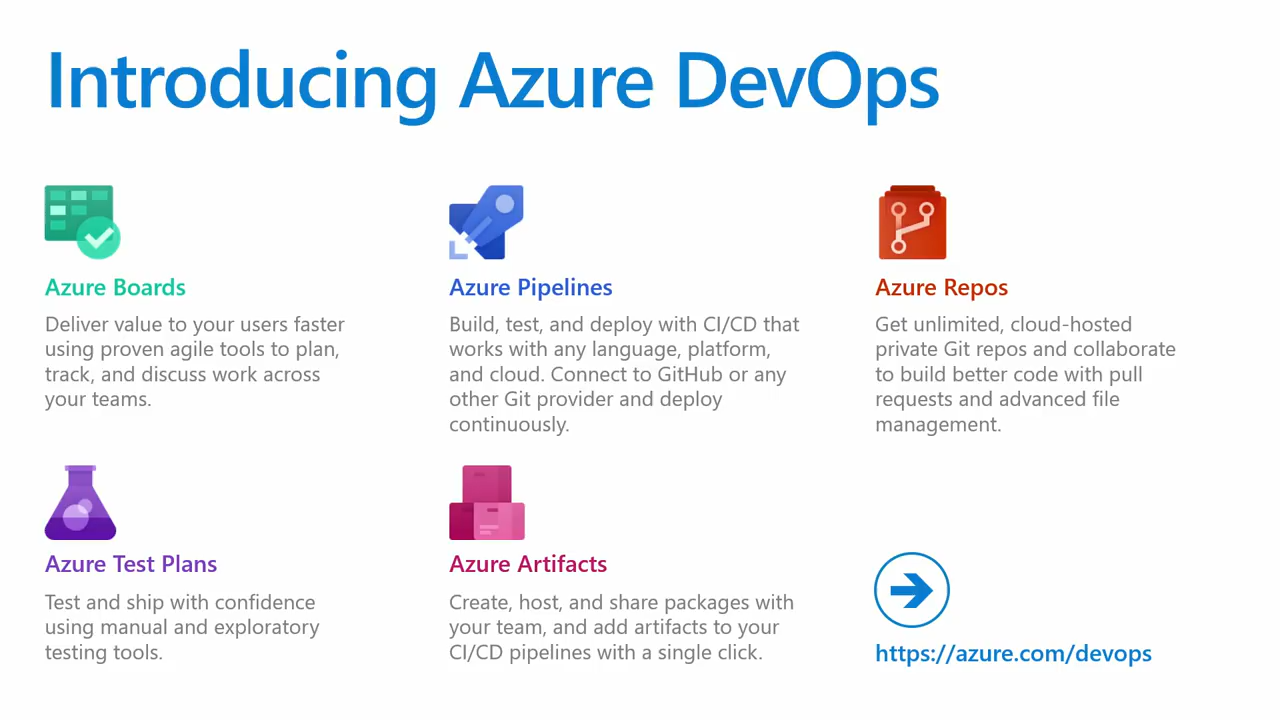 Introducing Azure DevOps
Azure Boards
Deliver value to your users faster
using proven agile tools to plan,
track, and discuss work across
your teams.
Azure Pipelines
Build, test, and deploy with CI/CD that
works with any language, platform,
and cloud. Connect to GitHub or any
other Git provider and deploy
continuously.
Azure Repos
Get unlimited, cloud-hosted
private Git repos and collaborate
to build better code with pull
requests and advanced file
management.
Azure Test Plans
Test and ship with confidence
using manual and exploratory
testing tools.
Azure Artifacts
Create, host, and share packages with
your team, and add artifacts to your
CI/CD pipelines with a single click.
https://azure.com/devops